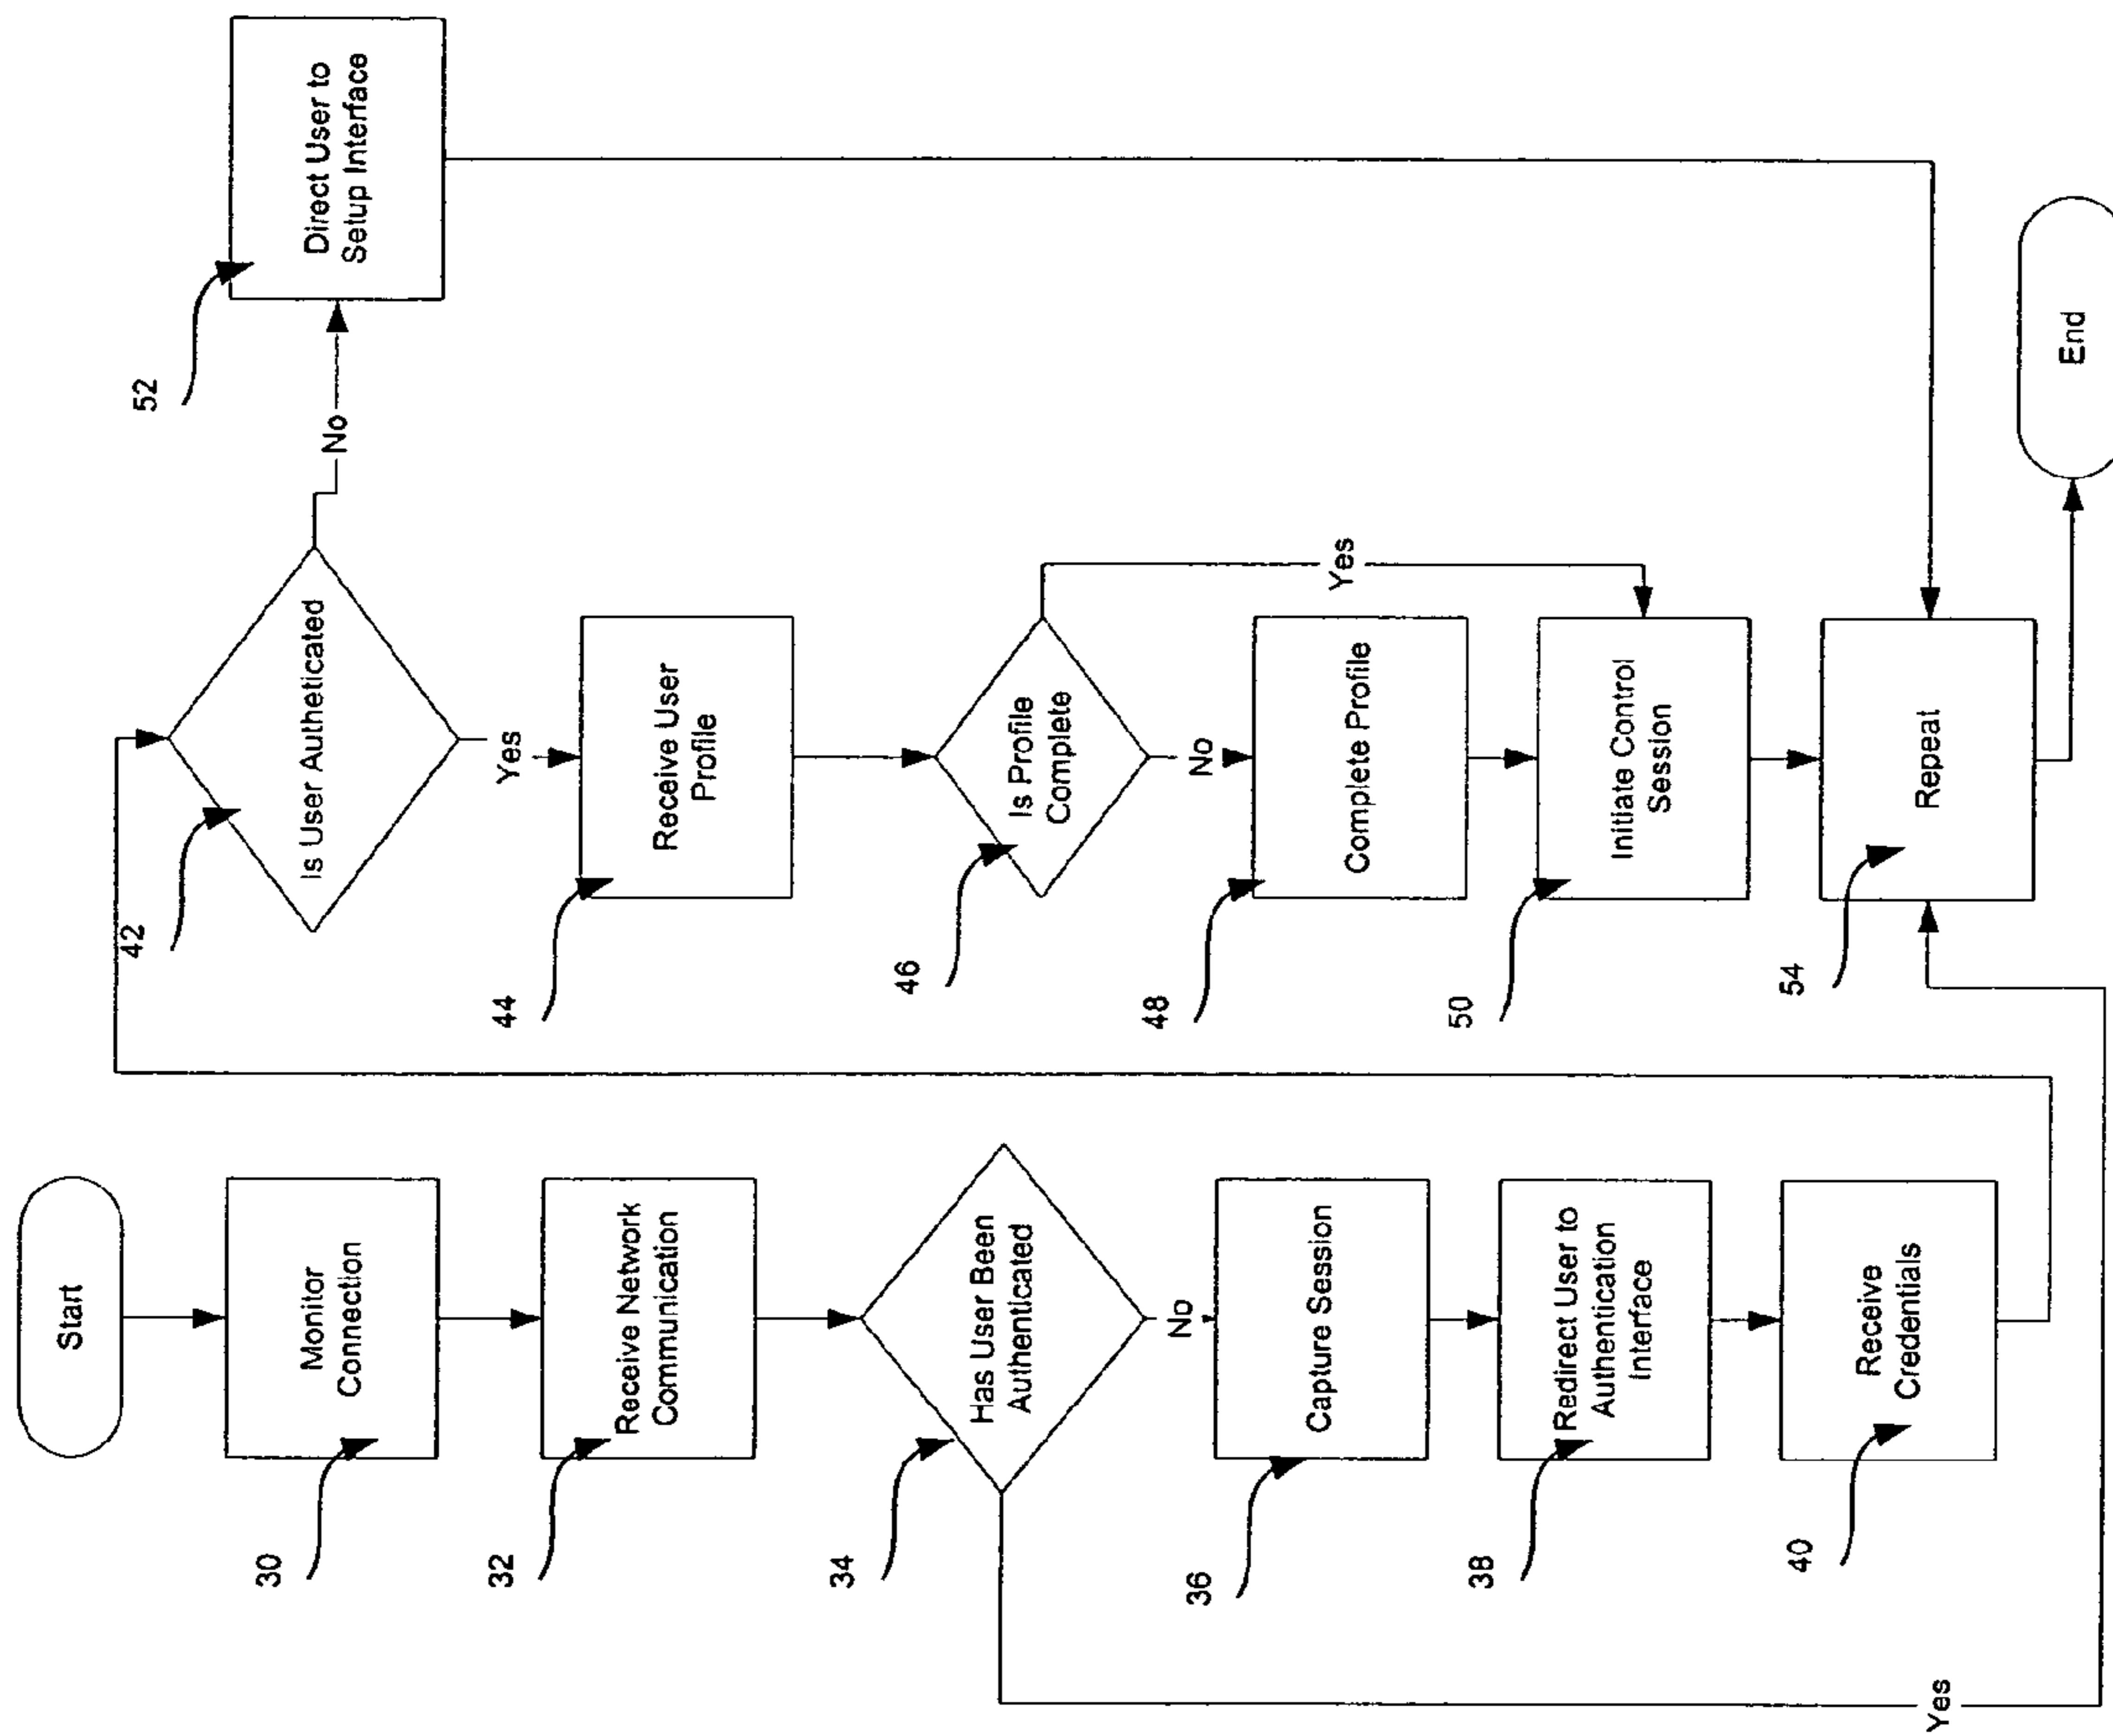 Start
30
Monitor
Connection
32
Receive Network
Communication
34
Has User Been
Authenticated
No
Yes
36
Capture Session
38
Redirect User to
Authentication
Interface
40
Receive
Credentials
42
Is User Autheticated
No
Yes
52
Direct User to
Setup Interface
44
Receive User
Profile
46
Is Profile
Complete
Yes
No
48
Complete Profile
50
Initiate Control
Session
54
Repeat
End